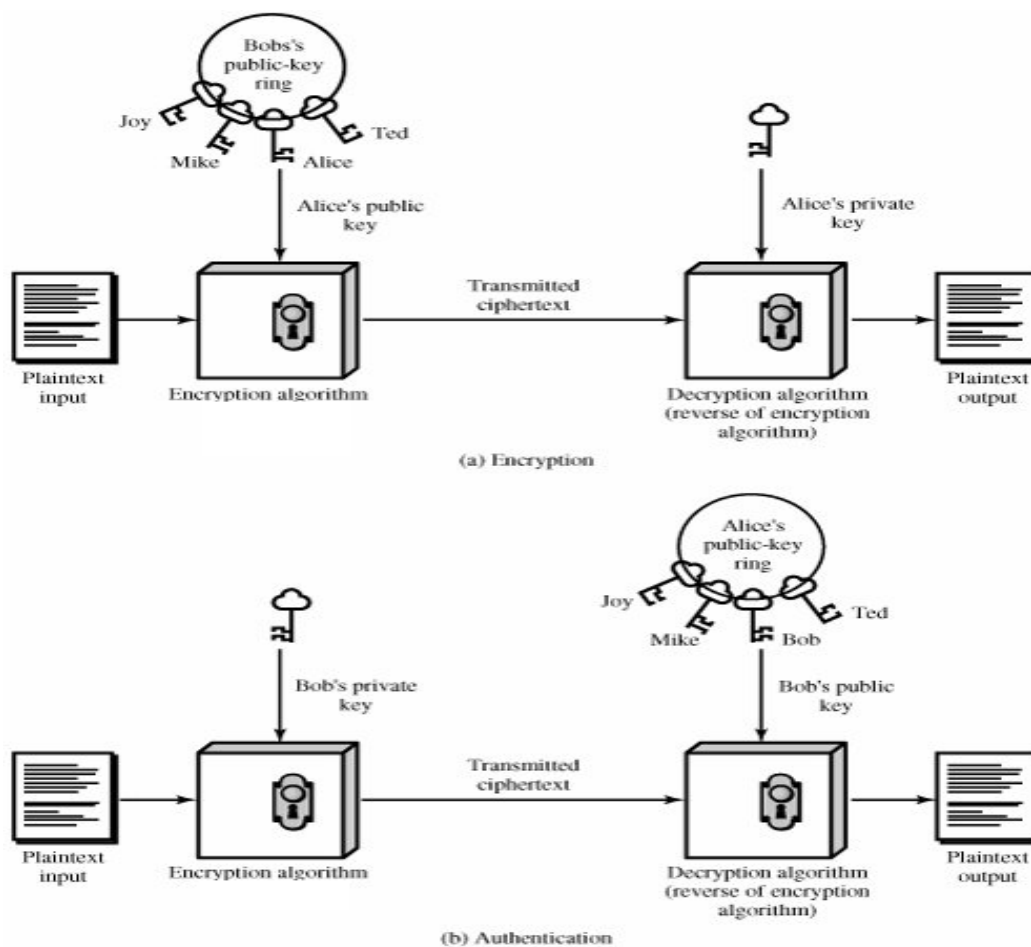 Bobs's
public-key
ring
Joy
Ted
Mike
Alice
Alice's public
key
Alice's private
key
Transmitted
ciphertext
Plaintext
input
Encryption algorithm
Decryption algorithm
(reverse of encryption
algorithm)
Plaintext
output
(a) Encryption
Alice's
public-key
ring
Joy
Ted
Mike
Bob
Bob's private
key
Bob's public
key
Transmitted
ciphertext
Plaintext
input
Encryption algorithm
Decryption algorithm
(reverse of encryption
algorithm)
Plaintext
output
(b) Authentication